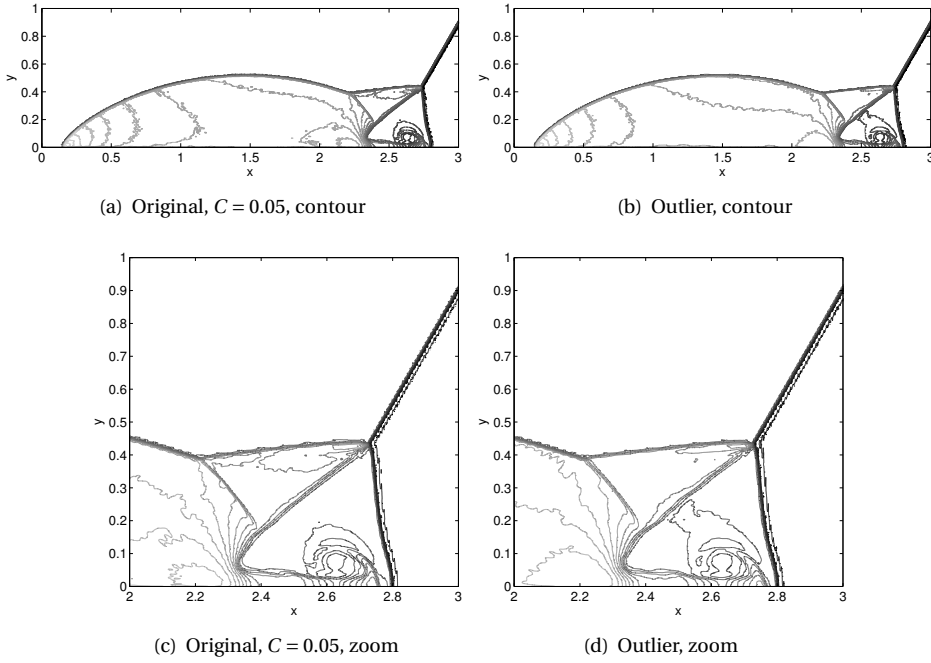 1
0.8
0.6
0.4
0.2
0
y
0 0.5 1 1.5 2 2.5 3
x
(a) Original, C = 0.05, contour
1
0.8
0.6
0.4
0.2
0
y
0 0.5 1 1.5 2 2.5 3
x
(b) Outlier, contour
1
0.9
0.8
0.7
0.6
0.5
0.4
0.3
0.2
0.1
0
y
2 2.2 2.4 2.6 2.8 3
x
(c) Original, C = 0.05, zoom
1
0.9
0.8
0.7
0.6
0.5
0.4
0.3
0.2
0.1
0
y
2 2.2 2.4 2.6 2.8 3
x
(d) Outlier, zoom